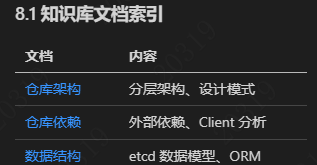 8.1 知识库文档索引
文档 内容
仓库架构 分层架构、设计模式
仓库依赖 外部依赖、Client 分析
数据结构 etcd 数据模型、ORM